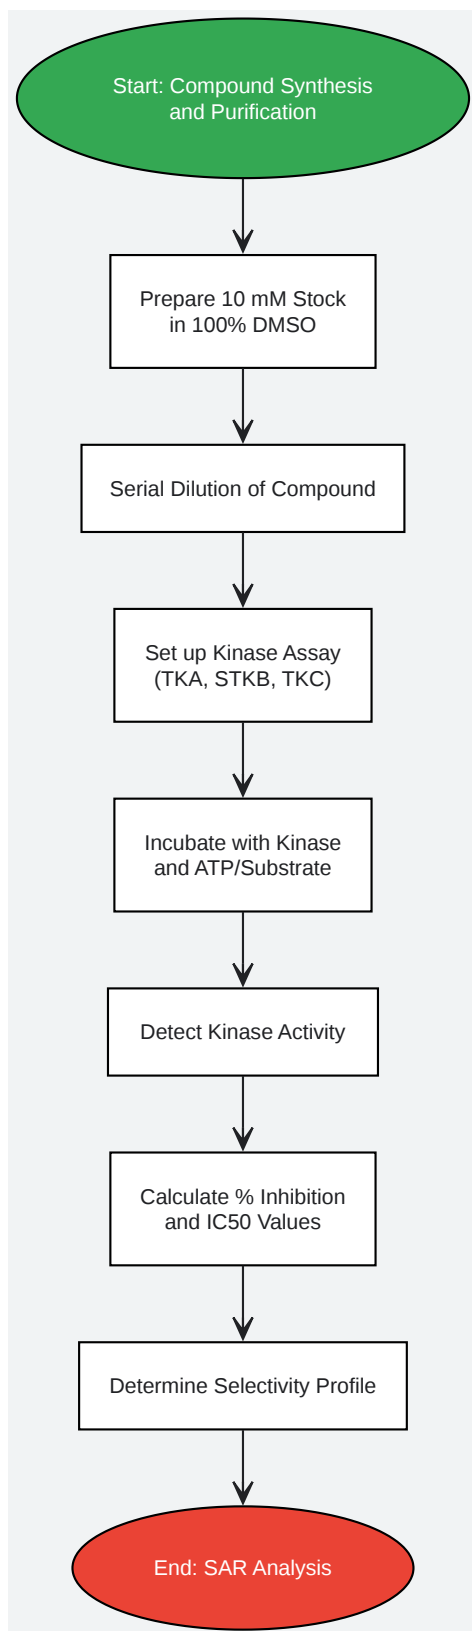 Start: Compound Synthesis
and Purification
Prepare 10 mM Stock
in 100% DMSO
Serial Dilution of Compound
Set up Kinase Assay
(TKA, STKB, TKC)
Incubate with Kinase
and ATP/Substrate
Detect Kinase Activity
Calculate % Inhibition
and IC50 Values
Determine Selectivity Profile
End: SAR Analysis